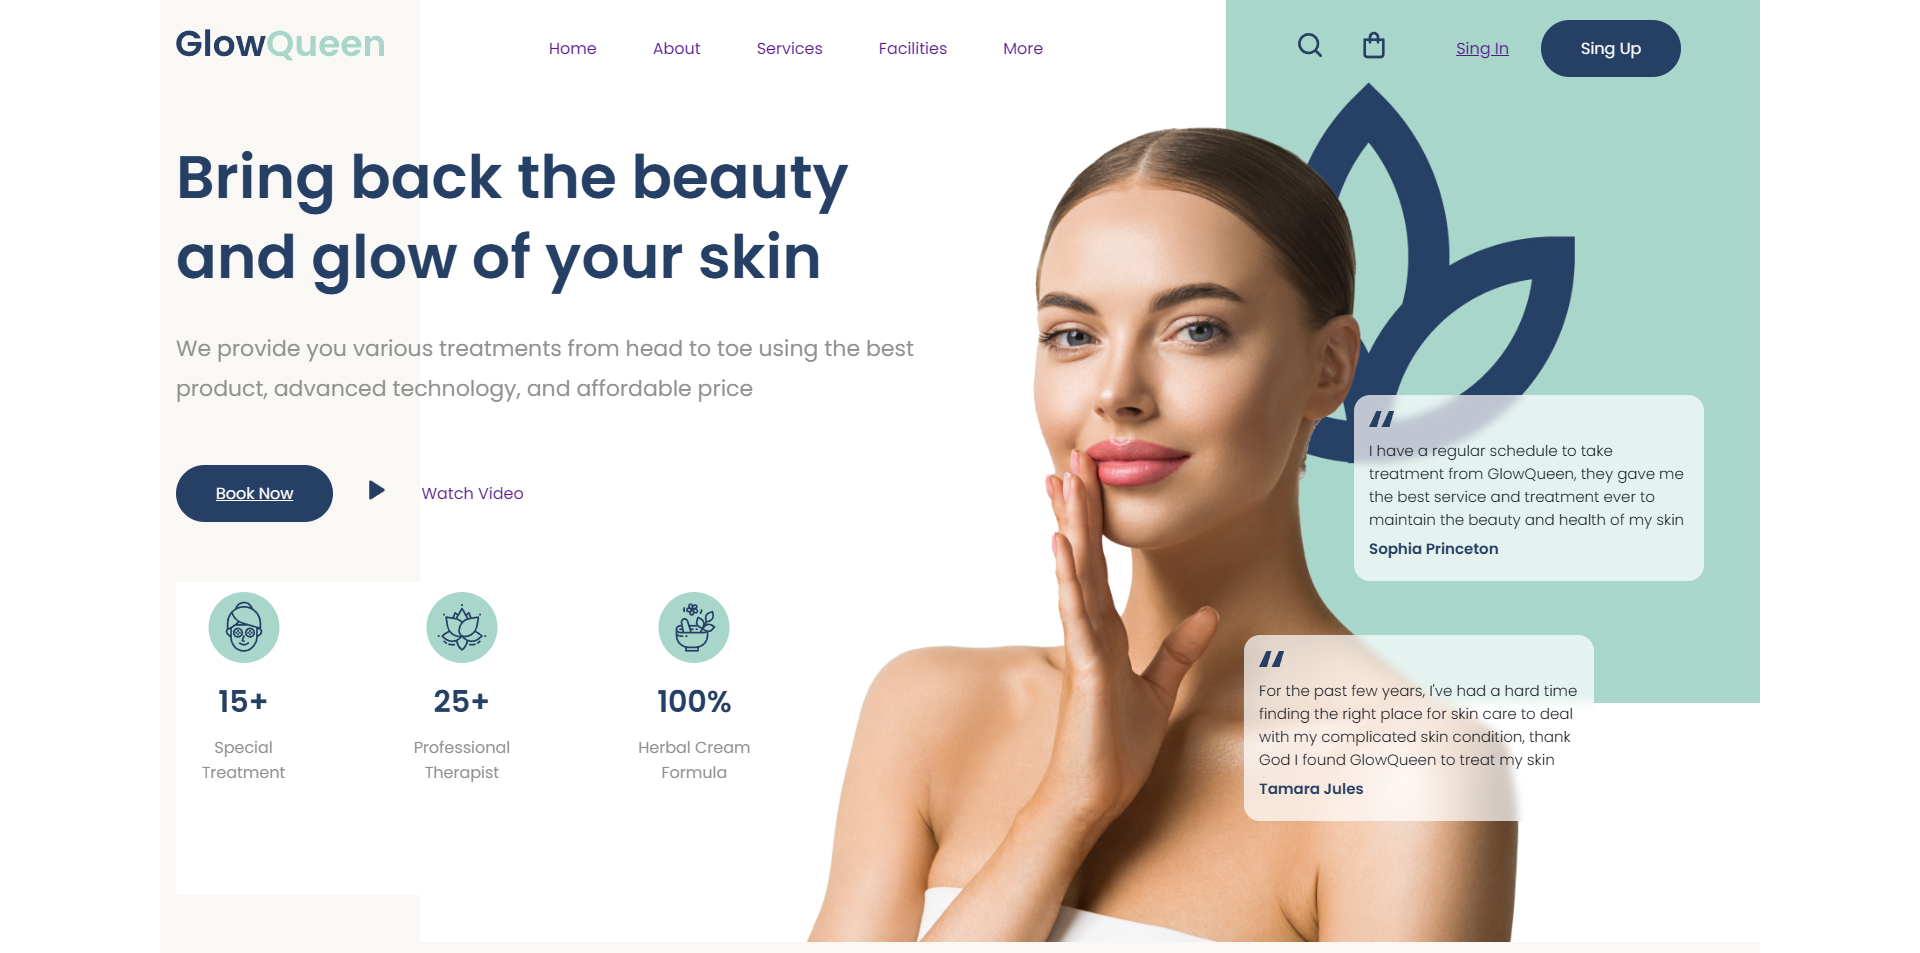 GlowQueen
Home
About
Services
Facilities
More
Sing In
Sing Up
Bring back the beauty
and glow of your skin
We provide you various treatments from head to toe using the best
product, advanced technology, and affordable price
Book Now
Watch Video
I have a regular schedule to take
treatment from GlowQueen, they gave me
the best service and treatment ever to
maintain the beauty and health of my skin
Sophia Princeton
15+
Special
Treatment
25+
Professional
Therapist
100%
Herbal Cream
Formula
For the past few years, I've had a hard time
finding the right place for skin care to deal
with my complicated skin condition, thank
God I found GlowQueen to treat my skin
Tamara Jules